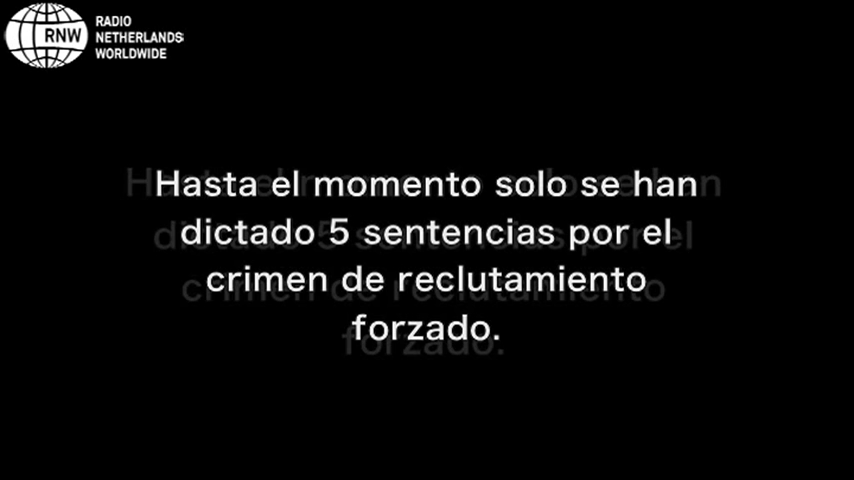 RNW
RADIO
NETHERLANDS
WORLDWIDE
Hasta el momento solo se han
dictado 5 sentencias por el
crimen de reclutamiento
forzado.